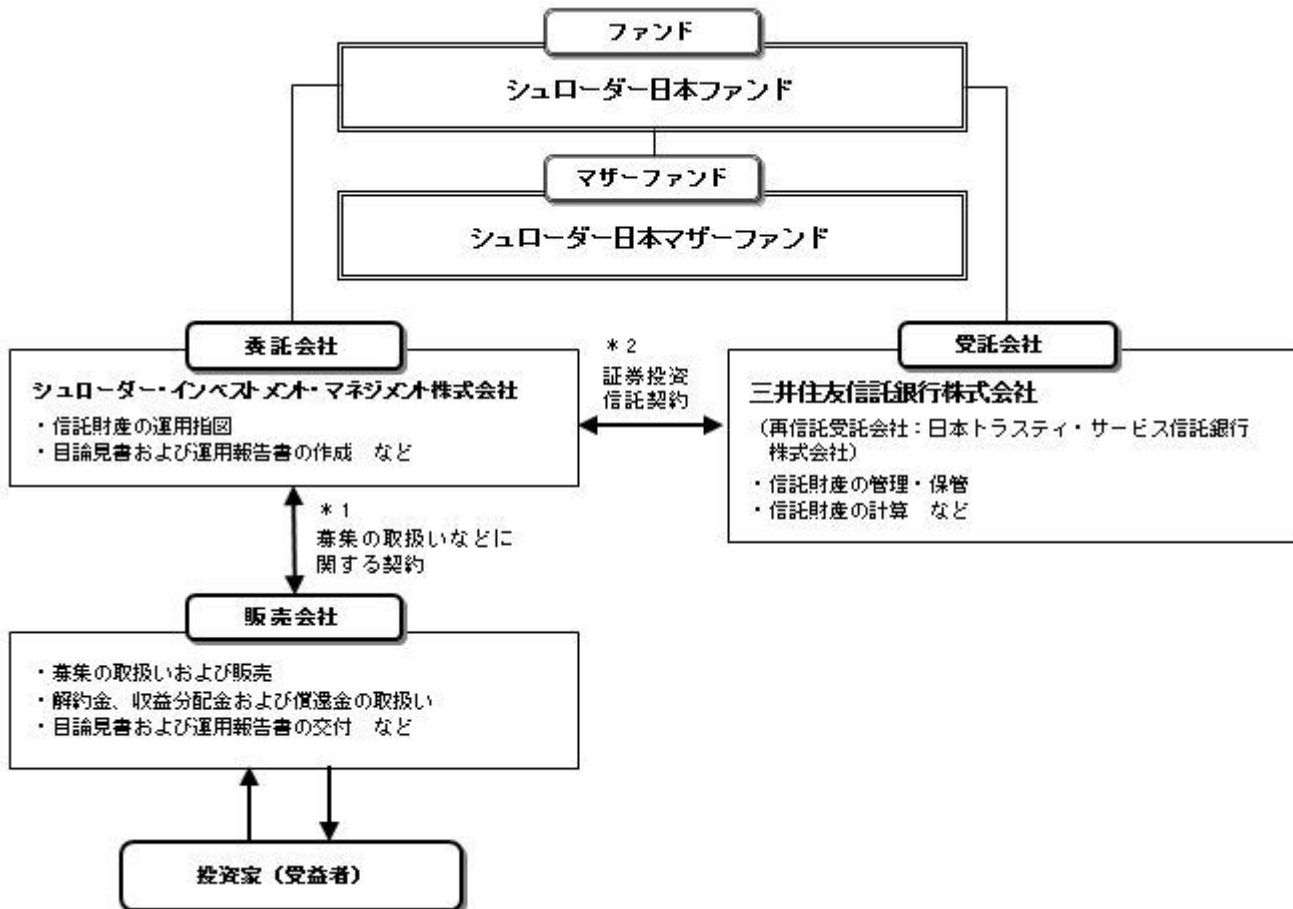 ファンド
シュローダー日本ファンド
マザーファンド
シュローダー日本マザーファンド
委託会社
シュローダー・インベストメント・マネジメント株式会社
・信託財産の運用指図
・目論見書および運用報告書の作成　など
＊２
証券投資
信託契約
受託会社
三井住友信託銀行株式会社
（再信託受託会社：日本トラスティ・サービス信託銀行
株式会社）
・信託財産の管理・保管
・信託財産の計算　など
＊１
募集の取扱いなどに
関する契約
販売会社
・募集の取扱いおよび販売
・解約金、収益分配金および償還金の取扱い
・目論見書および運用報告書の交付　など
投資家（受益者）